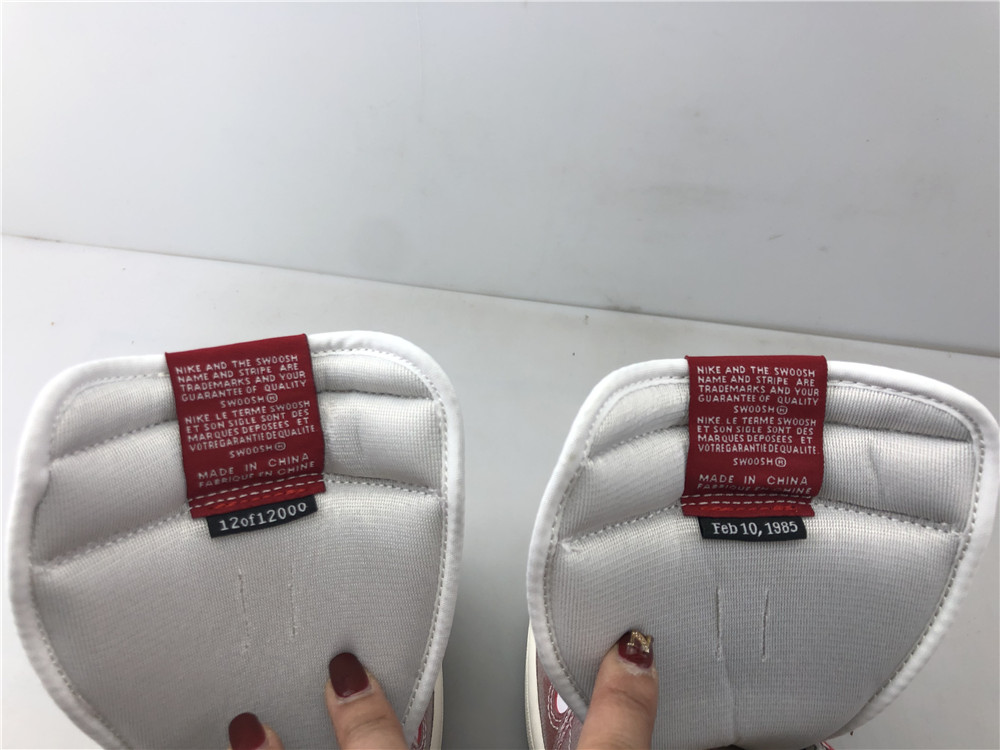 NIKE AND THE SWOOSH
NAME AND STRIPE ARE
TRADEMARKS AND YOUR
GUARANTEE OF QUALITY
SWOOSH®
NIKE LE TERME SWOOSH
ET SON SIGLE SONT DES
MARQUES DEPOSEES ET
VOTREGARANTIEDEQUALITE
SWOOSH®
MADE IN CHINA
FABRIQUE EN CHINE
12of12000
NIKE AND THE SWOOSH
NAME AND STRIPE ARE
TRADEMARKS AND YOUR
GUARANTEE OF QUALITY
SWOOSH®
NIKE LE TERME SWOOSH
ET SON SIGLE SONT DES
MARQUES DEPOSEES ET
VOTREGARANTIEDEQUALITE
SWOOSH®
MADE IN CHINA
FABRIQUE EN CHINE
Feb 10, 1985